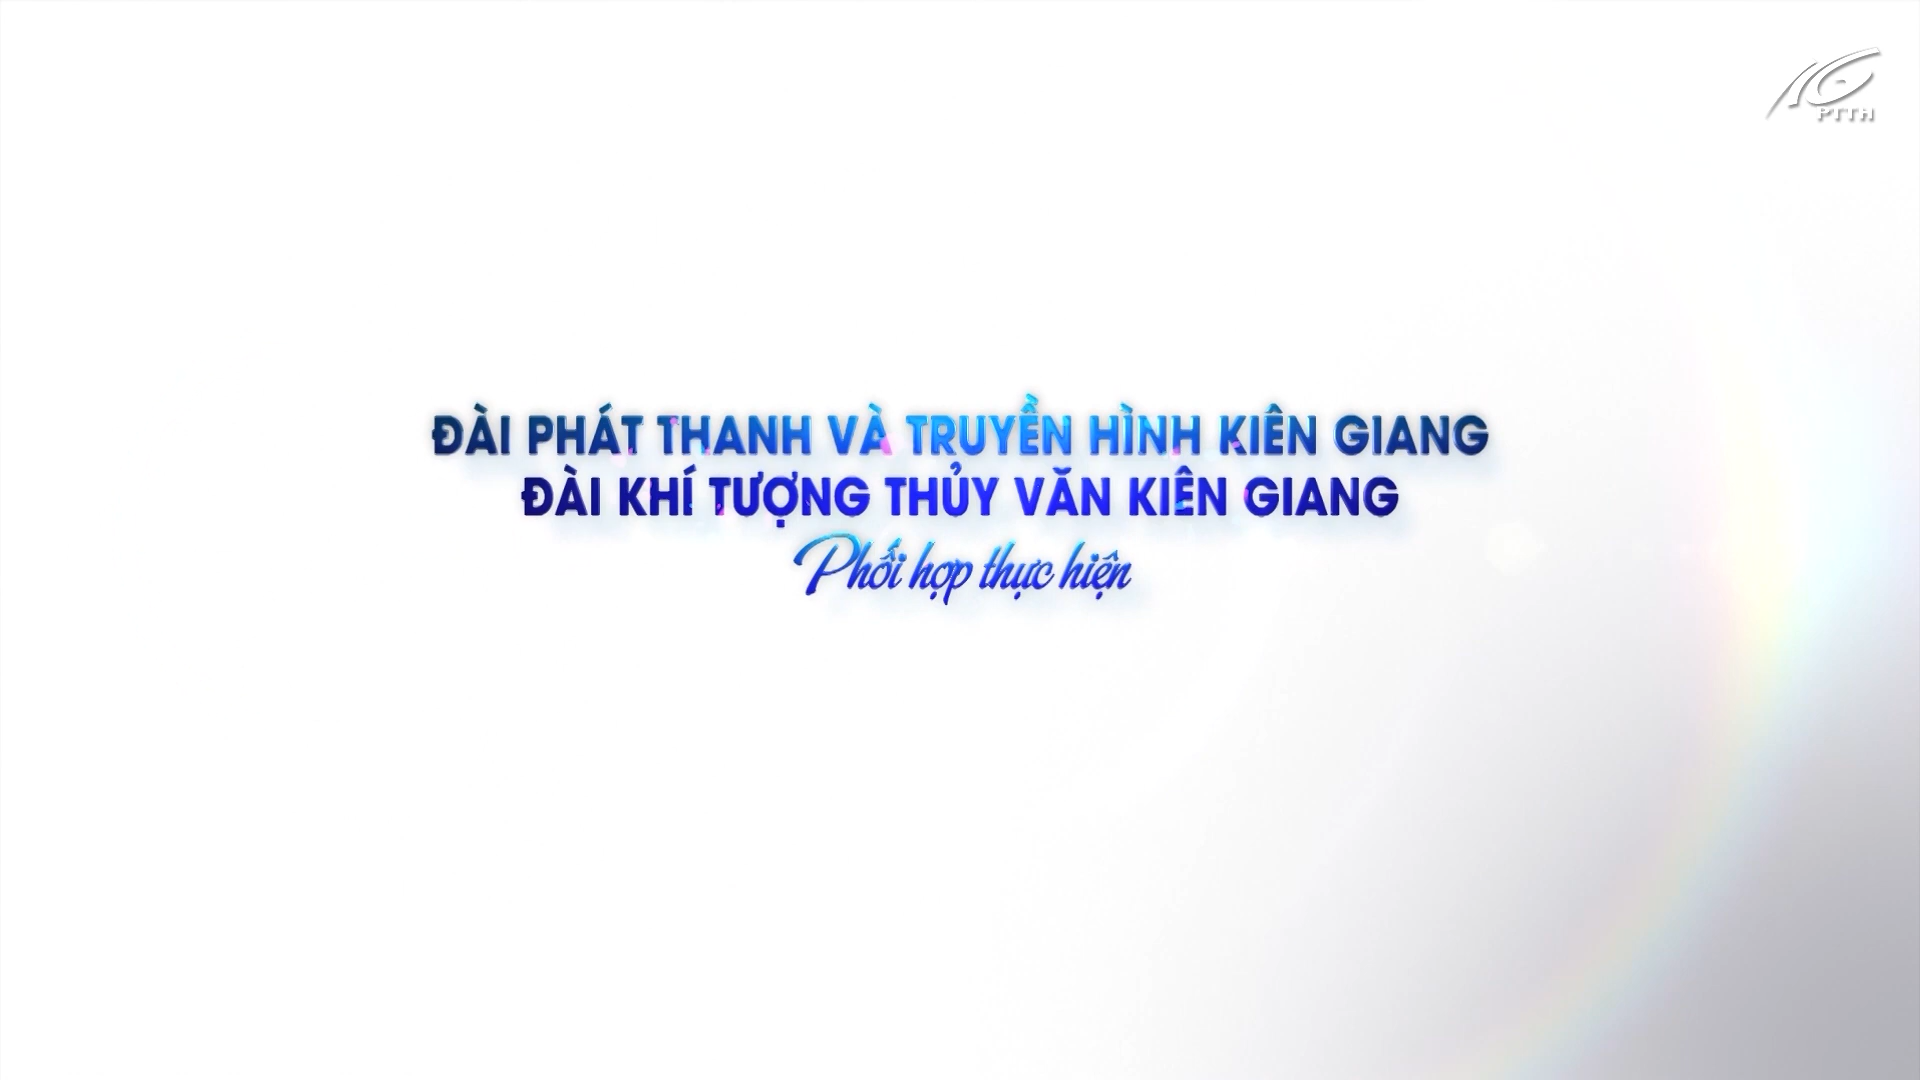 PTTH
ĐÀI PHÁT THANH VÀ TRUYỀN HÌNH KIÊN GIANG
ĐÀI KHÍ TƯỢNG THỦY VĂN KIÊN GIANG
Phối hợp thực hiện